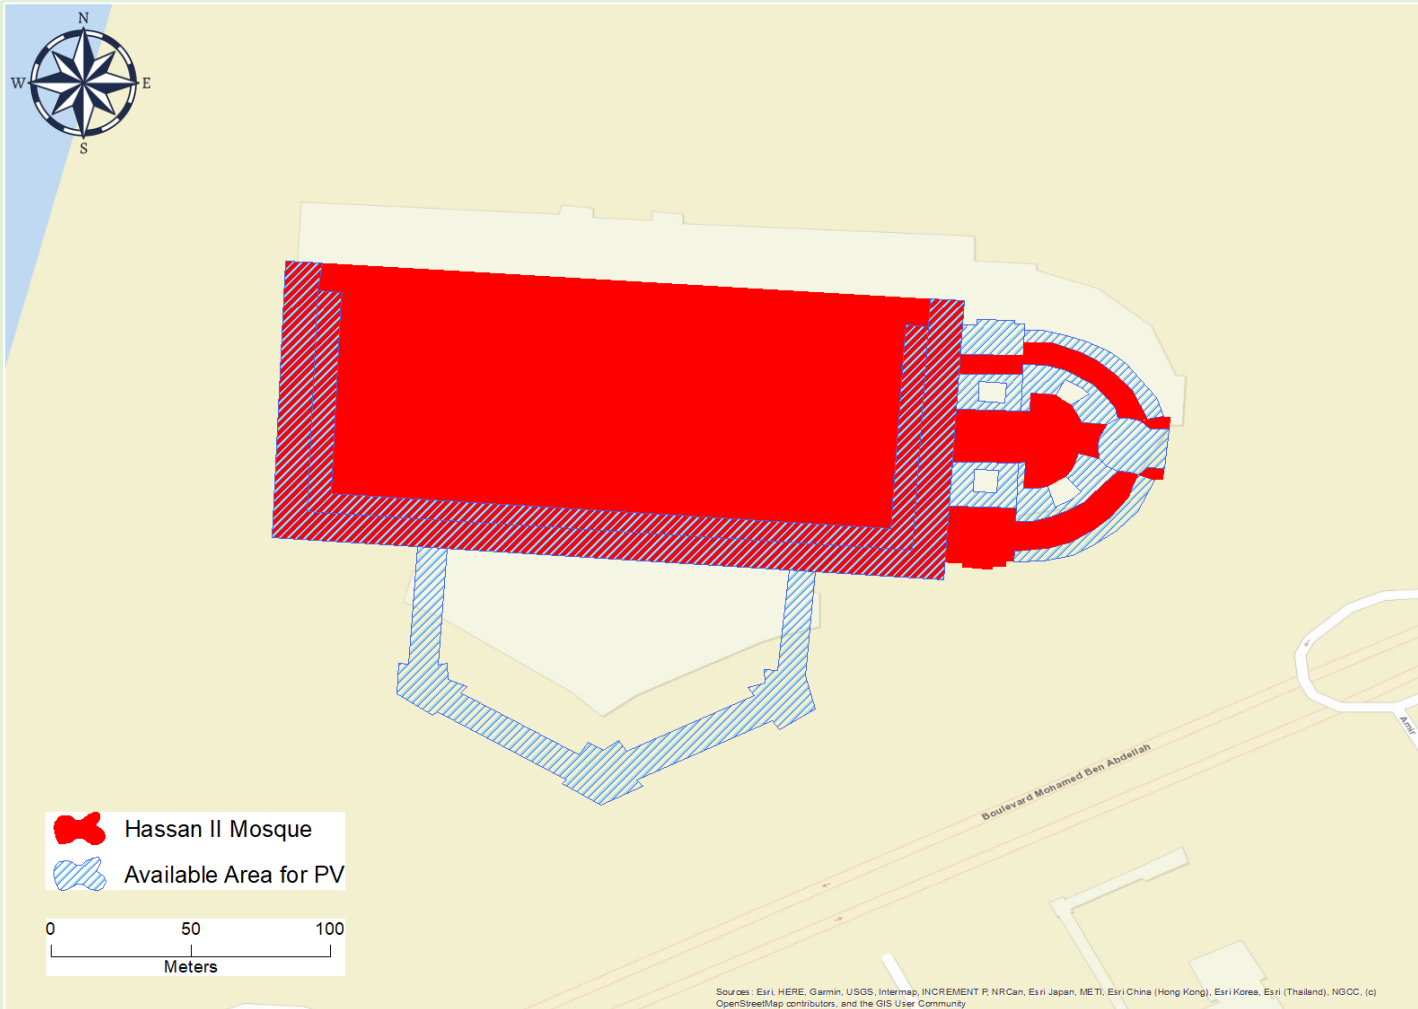 N
W E
S
Boulevard Mohamed Ben Abdellah
Amir
Hassan II Mosque
Available Area for PV
0 50 100
Meters
Sources: Esri, HERE, Garmin, USGS, Intermap, INCREMENT P, NRCan, Esri Japan, METI, Esri China (Hong Kong), Esri Korea, Esri (Thailand), NGCC, (c)
OpenStreetMap contributors, and the GIS User Community